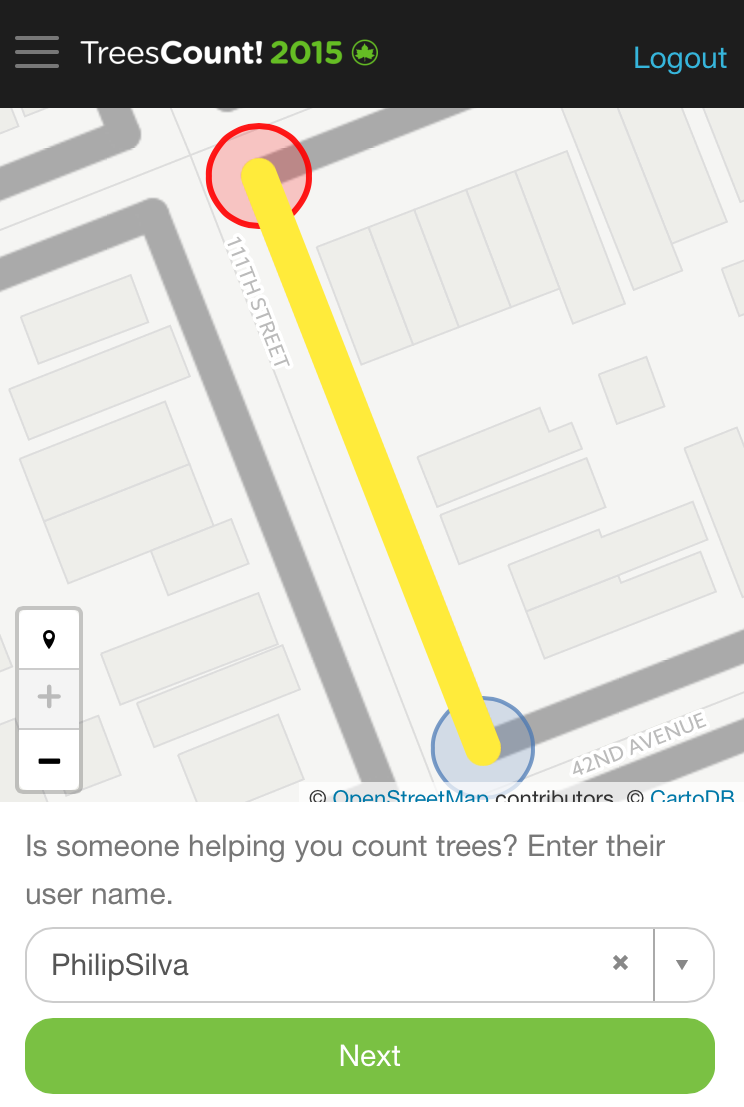 TreesCount! 2015
Logout
111TH STREET
42ND AVENUE
© OpenStreetMap contributors, © CartoDB
Is someone helping you count trees? Enter their
user name.
PhilipSilva
Next